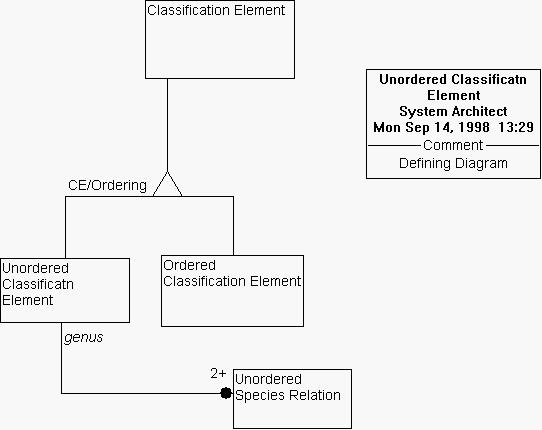 Classification Element
Unordered Classificatn
Element
System Architect
Mon Sep 14, 1998 13:29
Comment
Defining Diagram
CE/Ordering
Unordered
Classificatn
Element
Ordered
Classification Element
genus
2+
Unordered
Species Relation